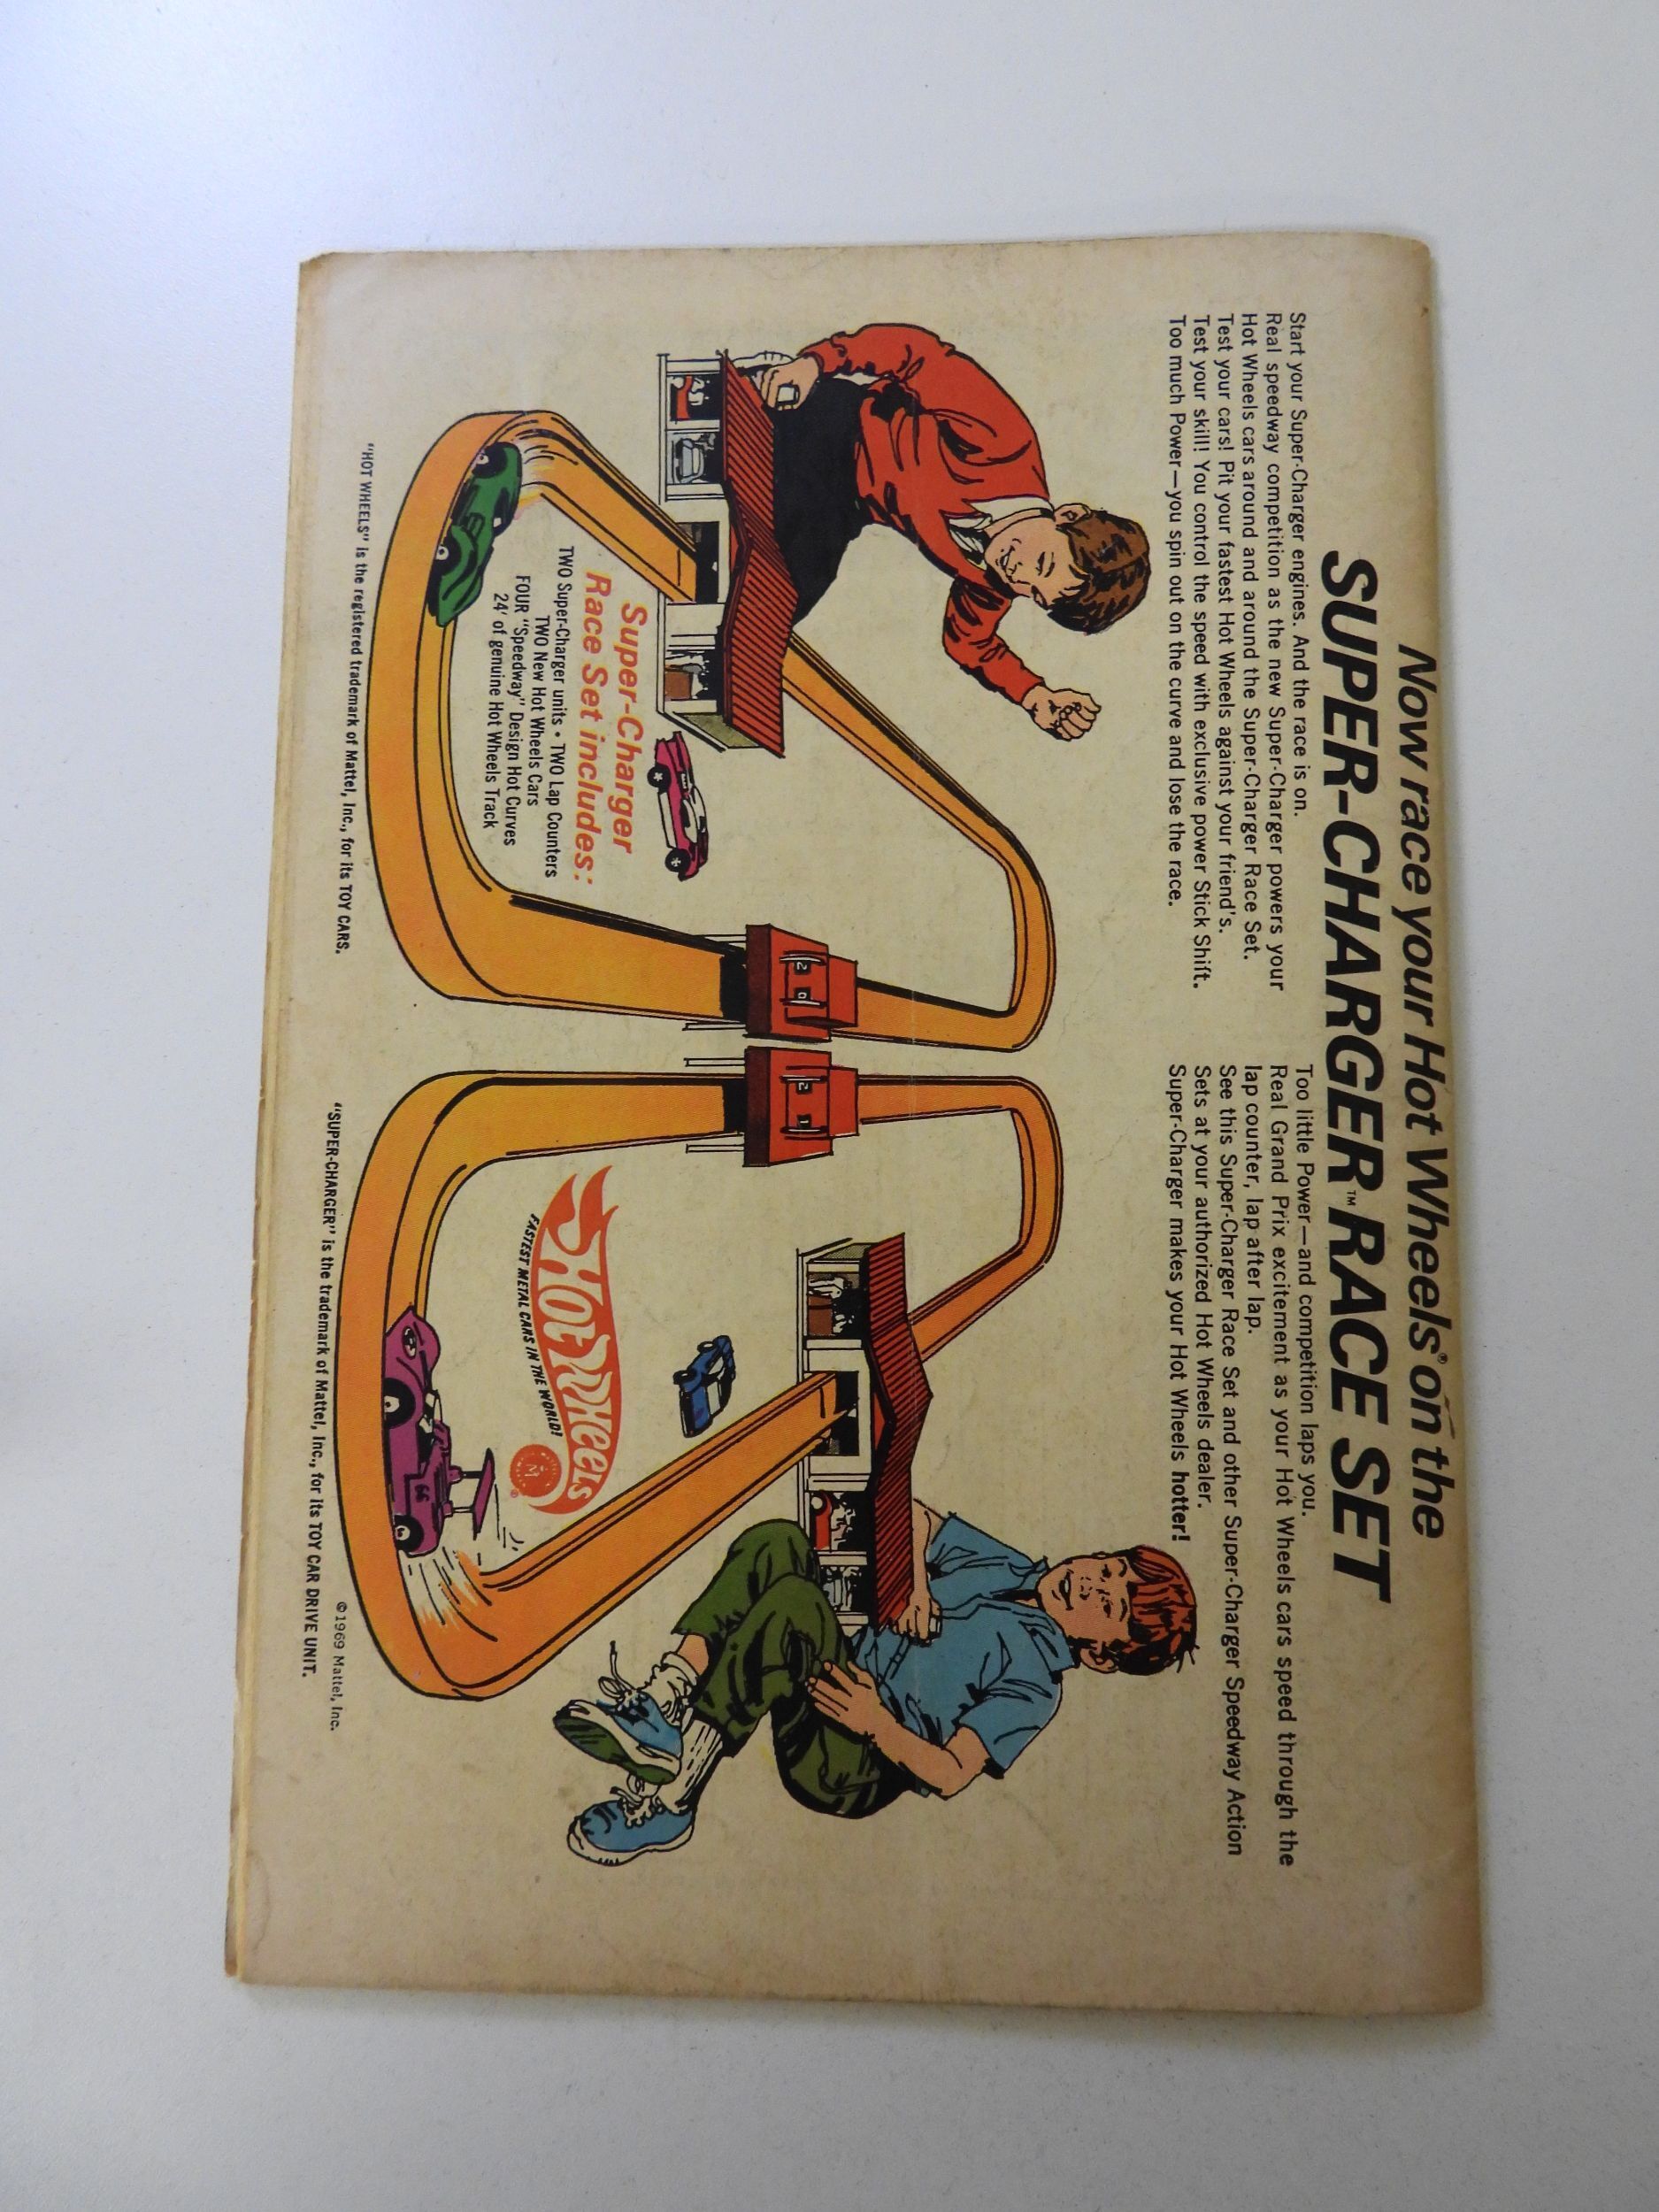 Now race your Hot Wheels® on the
SUPER-CHARGER™ RACE SET
Start your Super-Charger engines. And the race is on.
Real speedway competition as the new Super-Charger powers your
Hot Wheels cars around and around the Super-Charger Race Set.
Test your cars! Pit your fastest Hot Wheels against your friend's.
Test your skill! You control the speed with exclusive power Stick Shift.
Too much Power—you spin out on the curve and lose the race.
Too little Power—and competition laps you.
Real Grand Prix excitement as your Hot Wheels cars speed through the
lap counter, lap after lap.
See this Super-Charger Race Set and other Super-Charger Speedway Action
Sets at your authorized Hot Wheels dealer.
Super-Charger makes your Hot Wheels hotter!
2 0
2
Super-Charger
Race Set includes:
TWO Super-Charger units • TWO Lap Counters
TWO New Hot Wheels Cars
FOUR "Speedway" Design Hot Curves
24' of genuine Hot Wheels Track
HOT WHEELS
FASTEST METAL CARS IN THE WORLD!
M
®
"HOT WHEELS" is the registered trademark of Mattel, Inc., for its TOY CARS.
"SUPER-CHARGER" is the trademark of Mattel, Inc., for its TOY CAR DRIVE UNIT.
© 1969 Mattel, Inc.